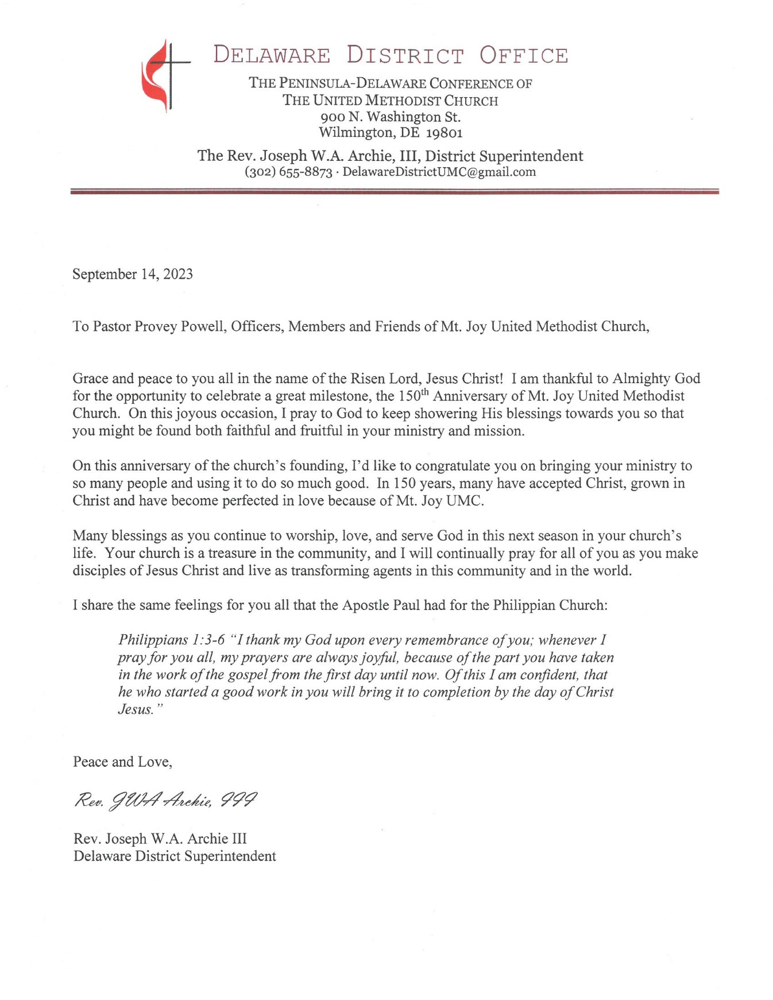 DELAWARE DISTRICT OFFICE
THE PENINSULA-DELAWARE CONFERENCE OF
THE UNITED METHODIST CHURCH
900 N. Washington St.
Wilmington, DE 19801
The Rev. Joseph W.A. Archie, III, District Superintendent
(302) 655-8873 · DelawareDistrictUMC@gmail.com
September 14, 2023
To Pastor Provey Powell, Officers, Members and Friends of Mt. Joy United Methodist Church,
Grace and peace to you all in the name of the Risen Lord, Jesus Christ! I am thankful to Almighty God
for the opportunity to celebrate a great milestone, the 150th Anniversary of Mt. Joy United Methodist
Church. On this joyous occasion, I pray to God to keep showering His blessings towards you so that
you might be found both faithful and fruitful in your ministry and mission.
On this anniversary of the church’s founding, I’d like to congratulate you on bringing your ministry to
so many people and using it to do so much good. In 150 years, many have accepted Christ, grown in
Christ and have become perfected in love because of Mt. Joy UMC.
Many blessings as you continue to worship, love, and serve God in this next season in your church’s
life. Your church is a treasure in the community, and I will continually pray for all of you as you make
disciples of Jesus Christ and live as transforming agents in this community and in the world.
I share the same feelings for you all that the Apostle Paul had for the Philippian Church:
Philippians 1:3-6 “I thank my God upon every remembrance of you; whenever I
pray for you all, my prayers are always joyful, because of the part you have taken
in the work of the gospel from the first day until now. Of this I am confident, that
he who started a good work in you will bring it to completion by the day of Christ
Jesus.”
Peace and Love,
Rev. JWA Archie, III
Rev. Joseph W.A. Archie III
Delaware District Superintendent